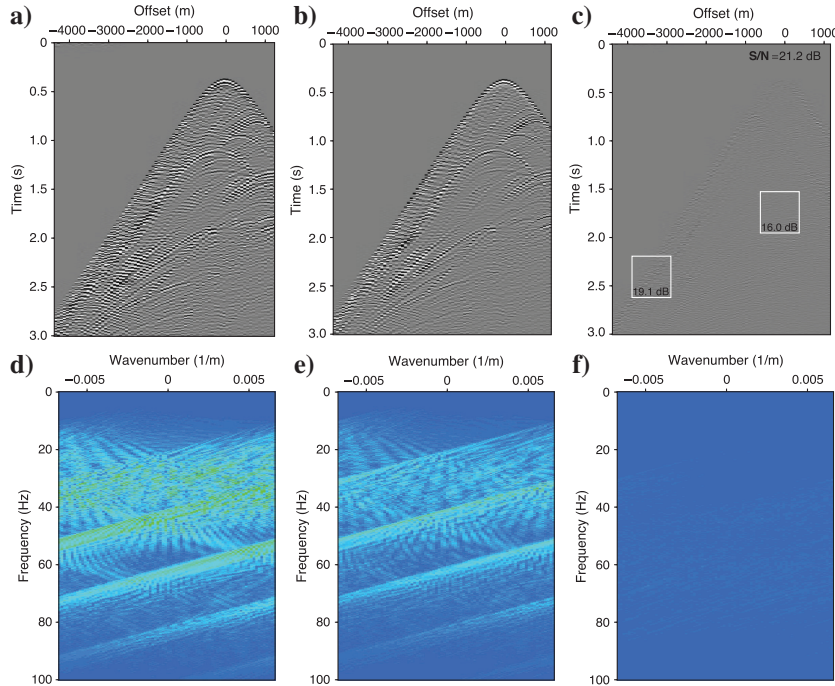 a)
Offset (m)
−4000 −3000 −2000 −1000 0 1000
Time (s)
0
0.5
1.0
1.5
2.0
2.5
3.0
b)
Offset (m)
−4000 −3000 −2000 −1000 0 1000
0
0.5
1.0
1.5
2.0
2.5
3.0
c)
Offset (m)
−4000 −3000 −2000 −1000 0 1000
Time (s)
0
0.5
1.0
1.5
2.0
2.5
3.0
S/N =21.2 dB
16.0 dB
19.1 dB
d)
Wavenumber (1/m)
−0.005 0 0.005
Frequency (Hz)
0
20
40
60
80
100
e)
Wavenumber (1/m)
−0.005 0 0.005
Frequency (Hz)
0
20
40
60
80
100
f)
Wavenumber (1/m)
−0.005 0 0.005
Frequency (Hz)
0
20
40
60
80
100